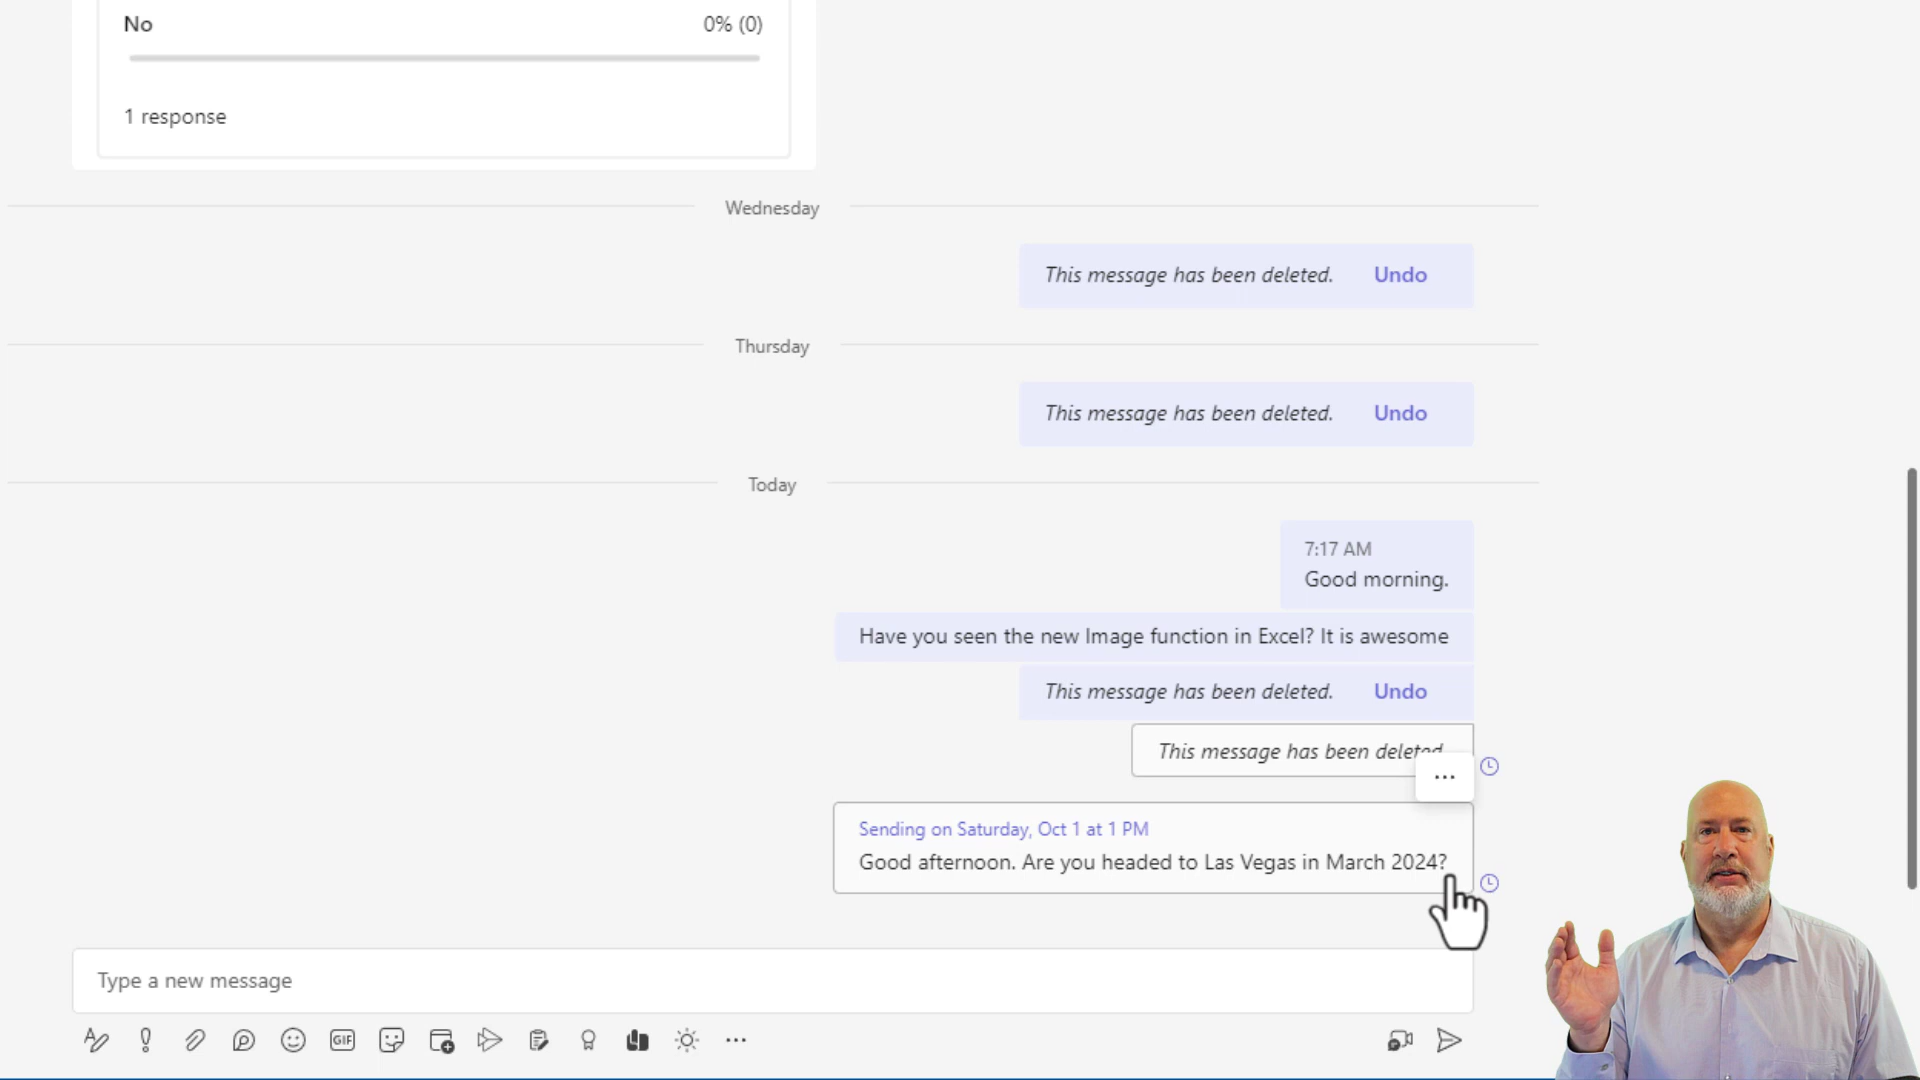 No 0% (0)
1 response
Wednesday
This message has been deleted. Undo
Thursday
This message has been deleted. Undo
Today
7:17 AM
Good morning.
Have you seen the new Image function in Excel? It is awesome
This message has been deleted. Undo
This message has been deleted
Sending on Saturday, Oct 1 at 1 PM
Good afternoon. Are you headed to Las Vegas in March 2024?
Type a new message
GIF